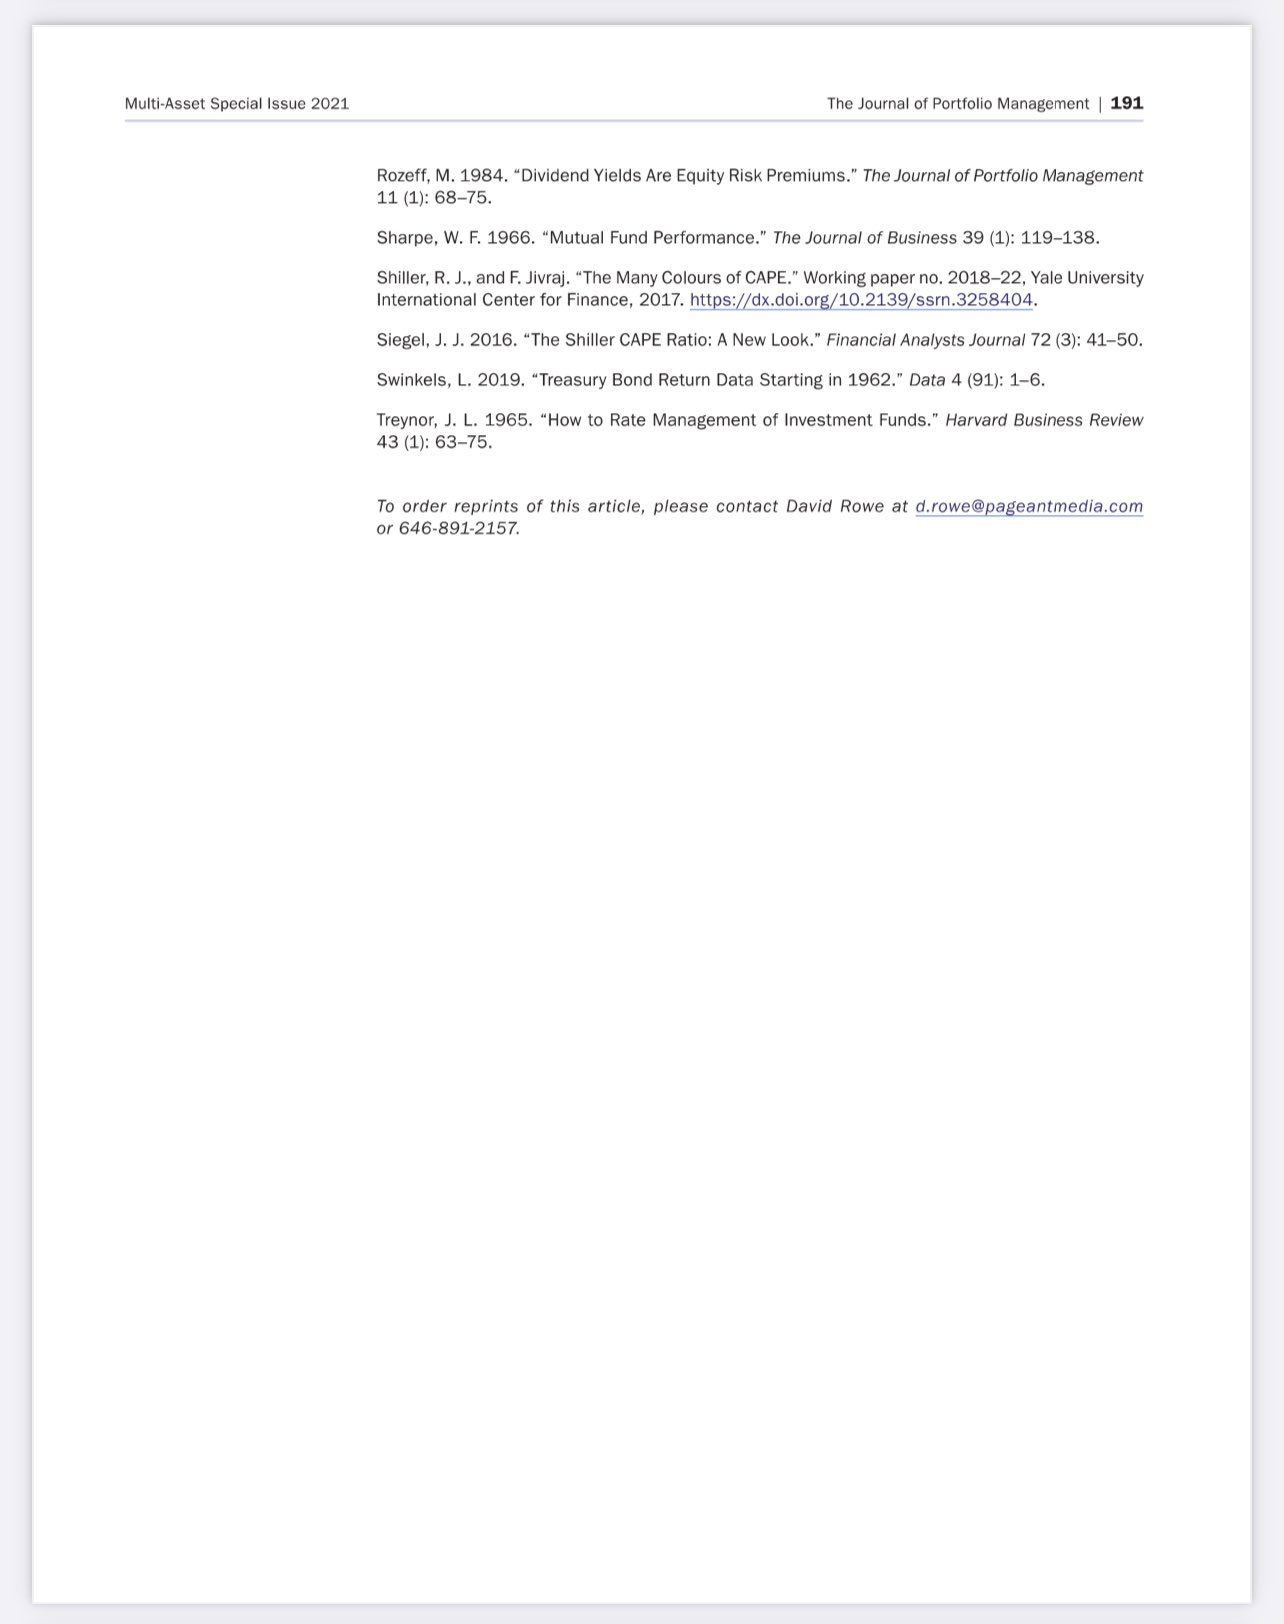 Multi-Asset Special Issue 2021
The Journal of Portfolio Management | 191
Rozeff, M. 1984. “Dividend Yields Are Equity Risk Premiums.” The Journal of Portfolio Management
11 (1): 68–75.
Sharpe, W. F. 1966. “Mutual Fund Performance.” The Journal of Business 39 (1): 119–138.
Shiller, R. J., and F. Jivraj. “The Many Colours of CAPE.” Working paper no. 2018–22, Yale University
International Center for Finance, 2017. https://dx.doi.org/10.2139/ssrn.3258404.
Siegel, J. J. 2016. “The Shiller CAPE Ratio: A New Look.” Financial Analysts Journal 72 (3): 41–50.
Swinkels, L. 2019. “Treasury Bond Return Data Starting in 1962.” Data 4 (91): 1–6.
Treynor, J. L. 1965. “How to Rate Management of Investment Funds.” Harvard Business Review
43 (1): 63–75.
To order reprints of this article, please contact David Rowe at d.rowe@pageantmedia.com
or 646-891-2157.